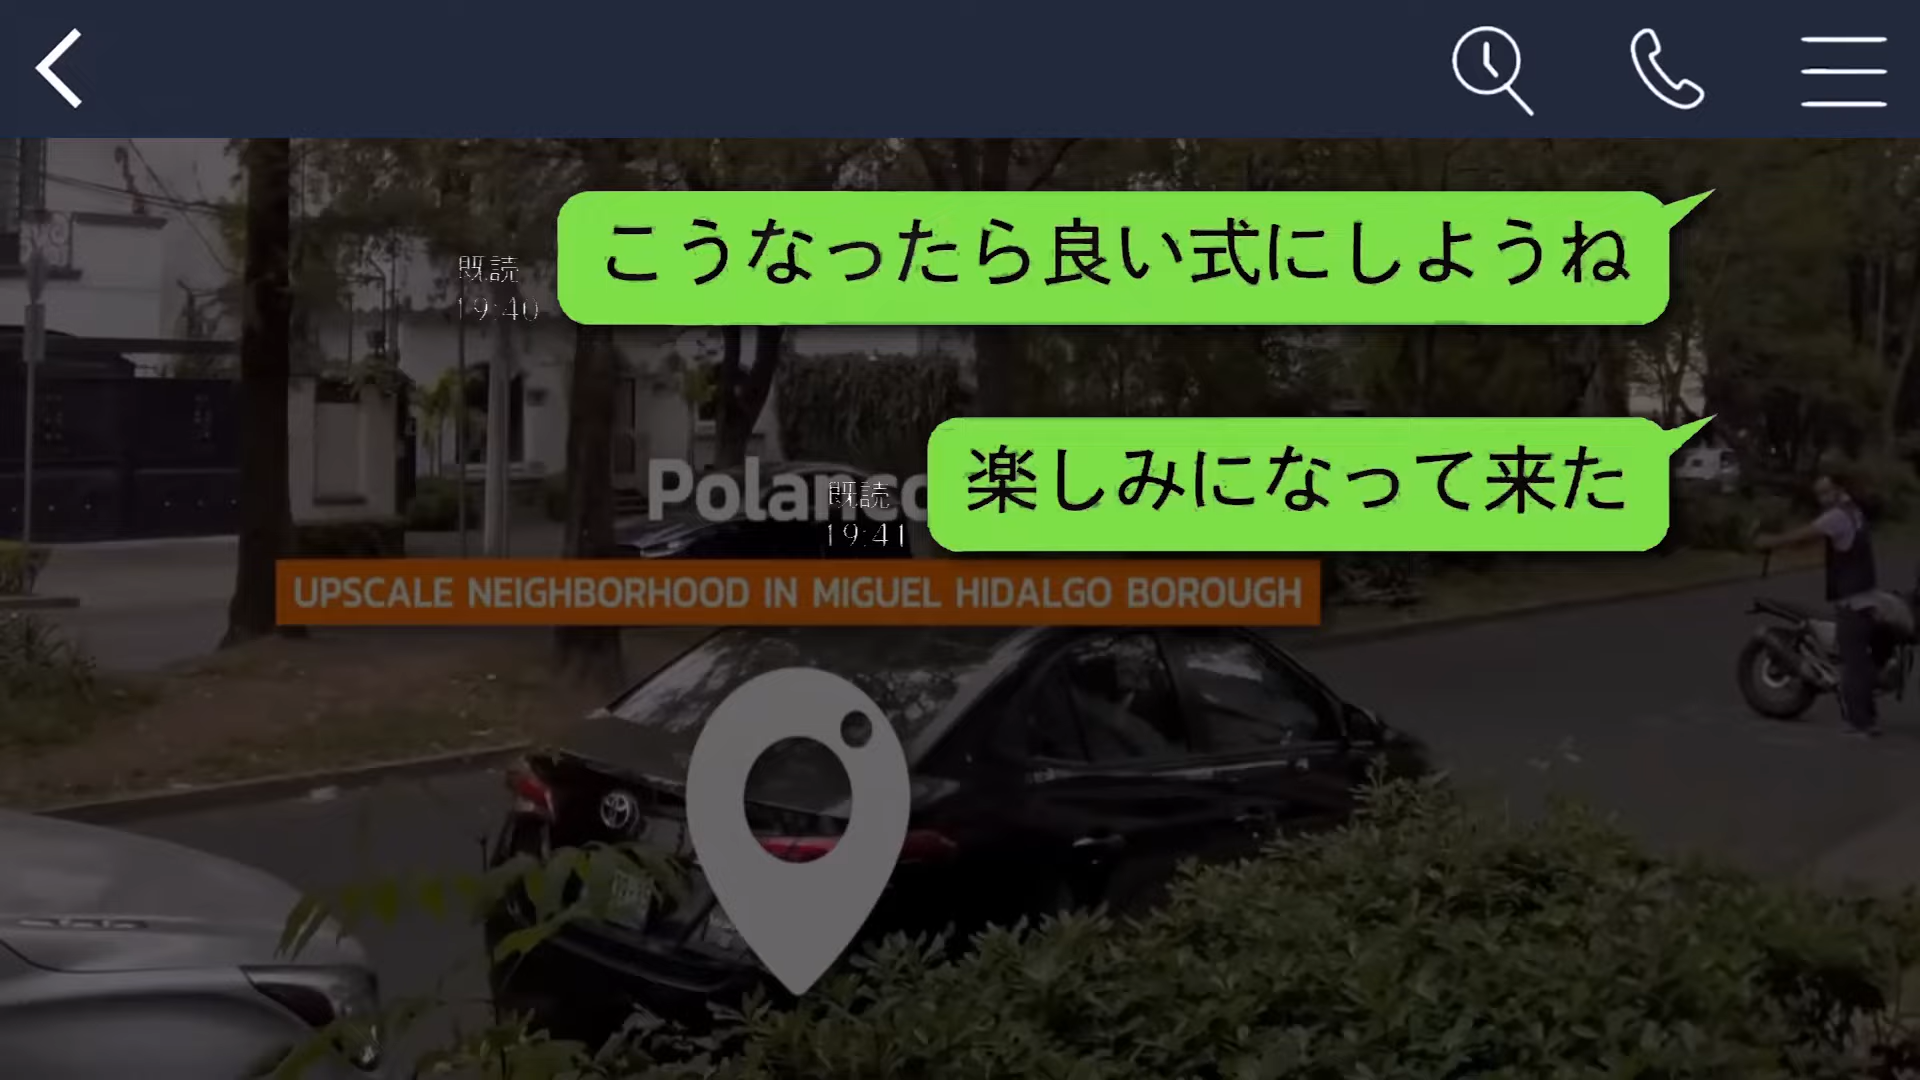 こうなったら良い式にしようね
既読
19:40
楽しみになって来た
既読
19:41
Polanco
UPSCALE NEIGHBORHOOD IN MIGUEL HIDALGO BOROUGH